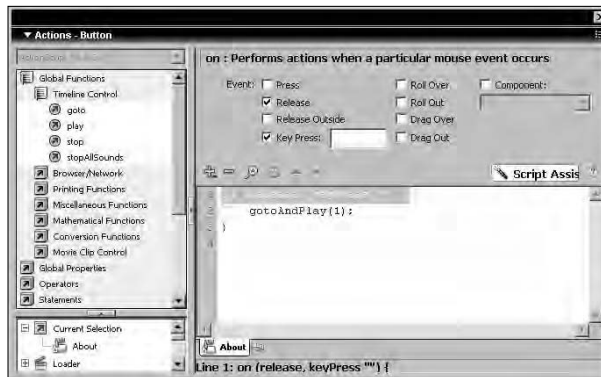 Actions - Button
on : Performs actions when a particular mouse event occurs
Event:
Press
Roll Over
Component:
Release
Roll Out
Release Outside
Drag Over
Key Press:
Drag Out
Script Assis
Global Functions
Timeline Control
goto
play
stop
stopAllSounds
Browser/Network
Printing Functions
Miscellaneous Functions
Mathematical Functions
Conversion Functions
Movie Clip Control
Global Properties
Operators
Statements
Current Selection
About
Loader
2 gotoAndPlay(1);
3 }
4
About
Line 1: on (release, keyPress "") {